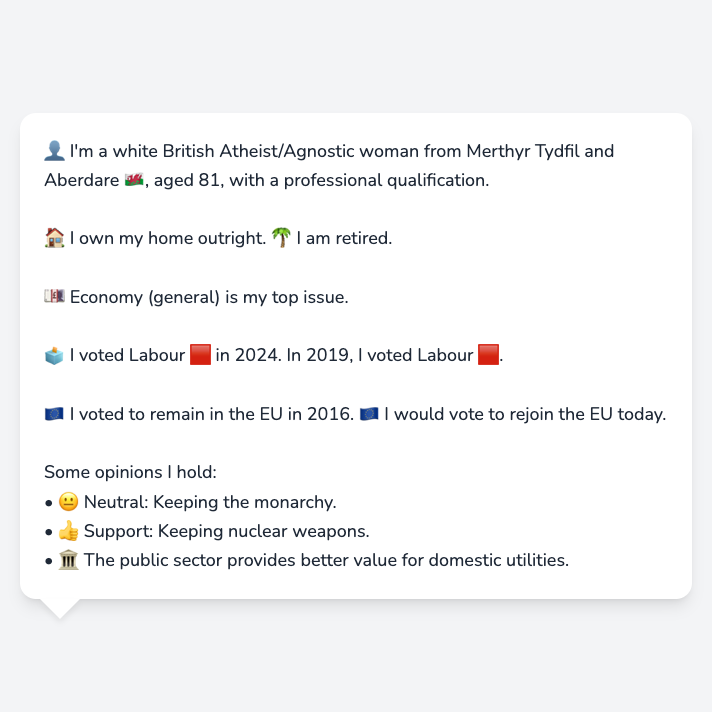 👤 I'm a white British Atheist/Agnostic woman from Merthyr Tydfil and
Aberdare 🏴󠁧󠁢󠁷󠁬󠁳󠁿, aged 81, with a professional qualification.
🏠 I own my home outright. 🌴 I am retired.
💷 Economy (general) is my top issue.
🗳️ I voted Labour 🟥 in 2024. In 2019, I voted Labour 🟥.
🇪🇺 I voted to remain in the EU in 2016. 🇪🇺 I would vote to rejoin the EU today.
Some opinions I hold:
• 😐 Neutral: Keeping the monarchy.
• 👍 Support: Keeping nuclear weapons.
• 🏛️ The public sector provides better value for domestic utilities.